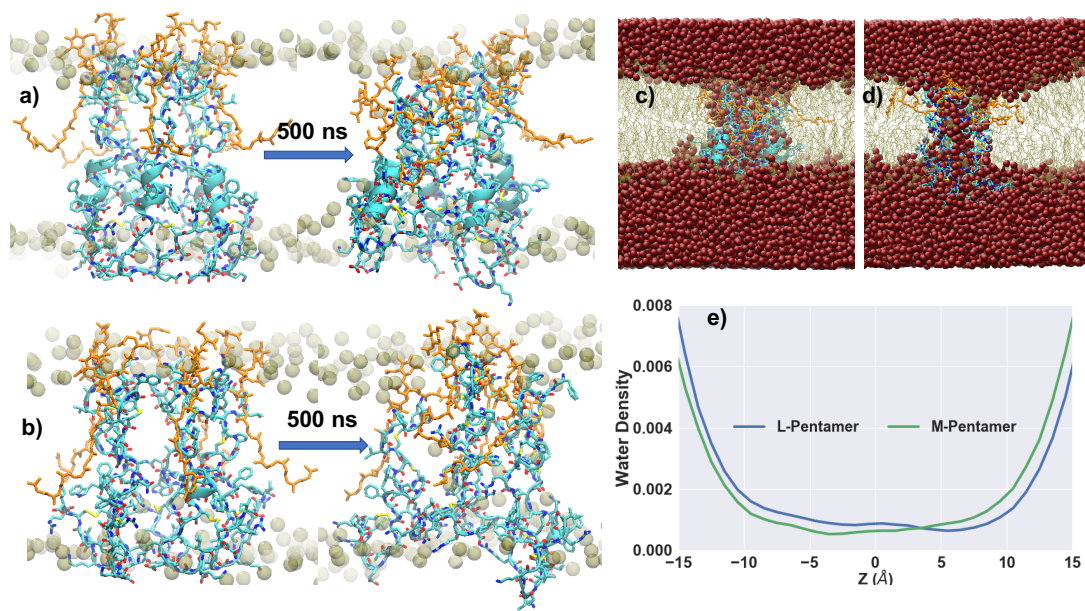 a)
500 ns
b)
500 ns
c)
d)
e)
0.008
0.006
0.004
0.002
0.000
Water Density
L-Pentamer
M-Pentamer
−15
−10
−5
0
5
10
15
Z (Å)